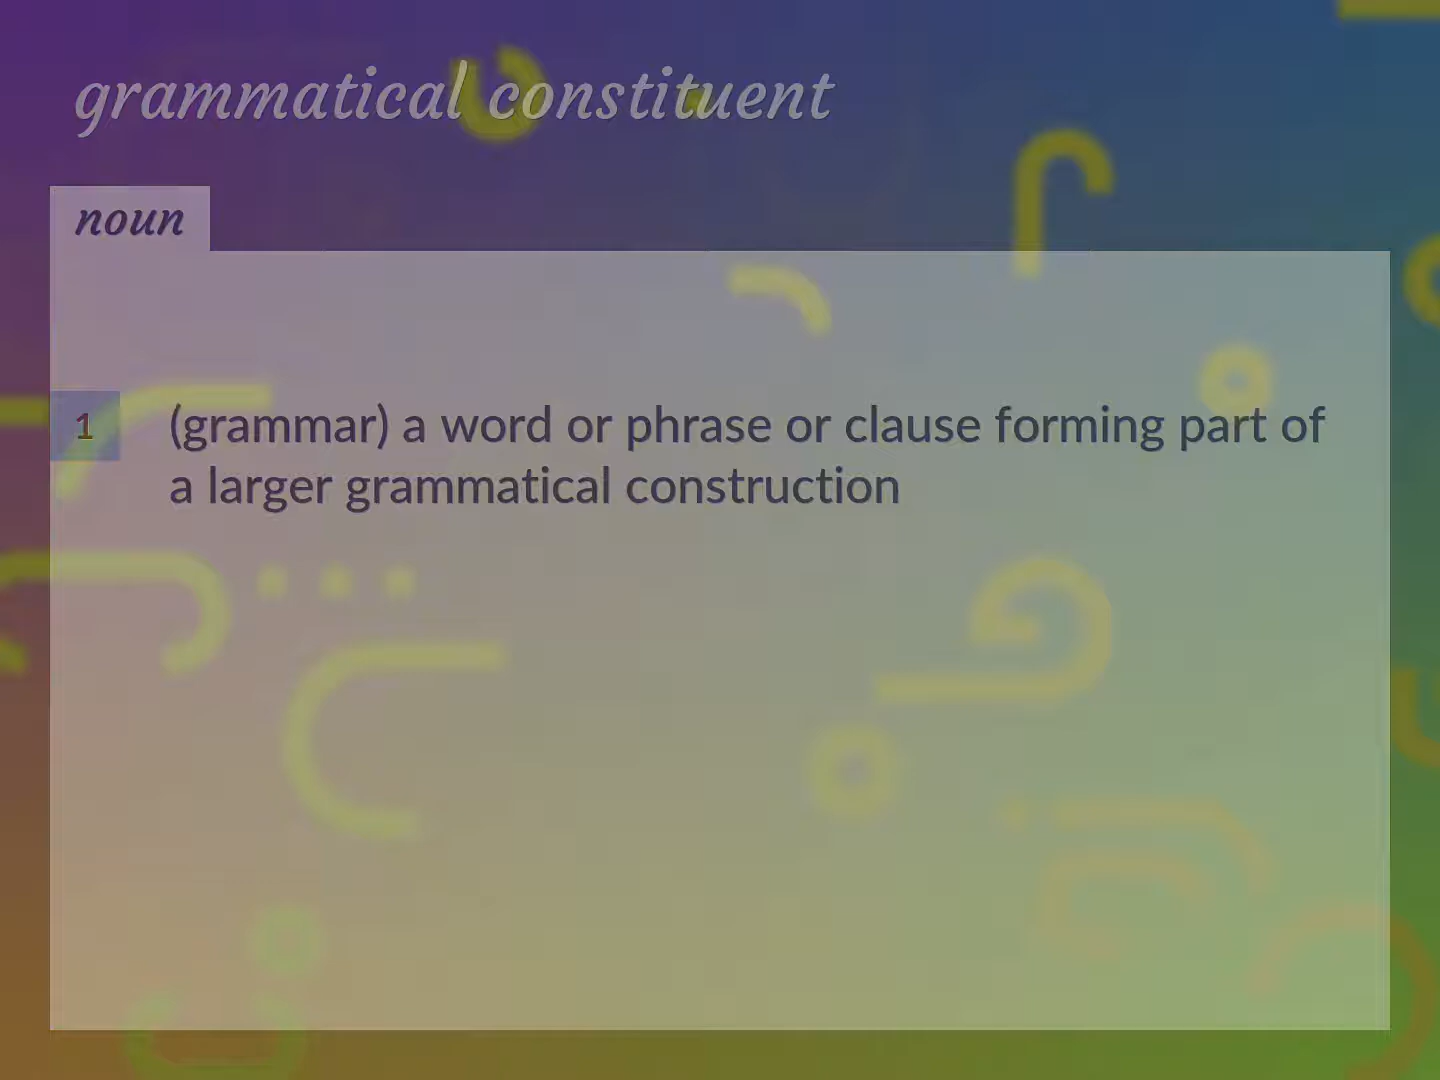 grammatical constituent
noun
1
(grammar) a word or phrase or clause forming part of
a larger grammatical construction